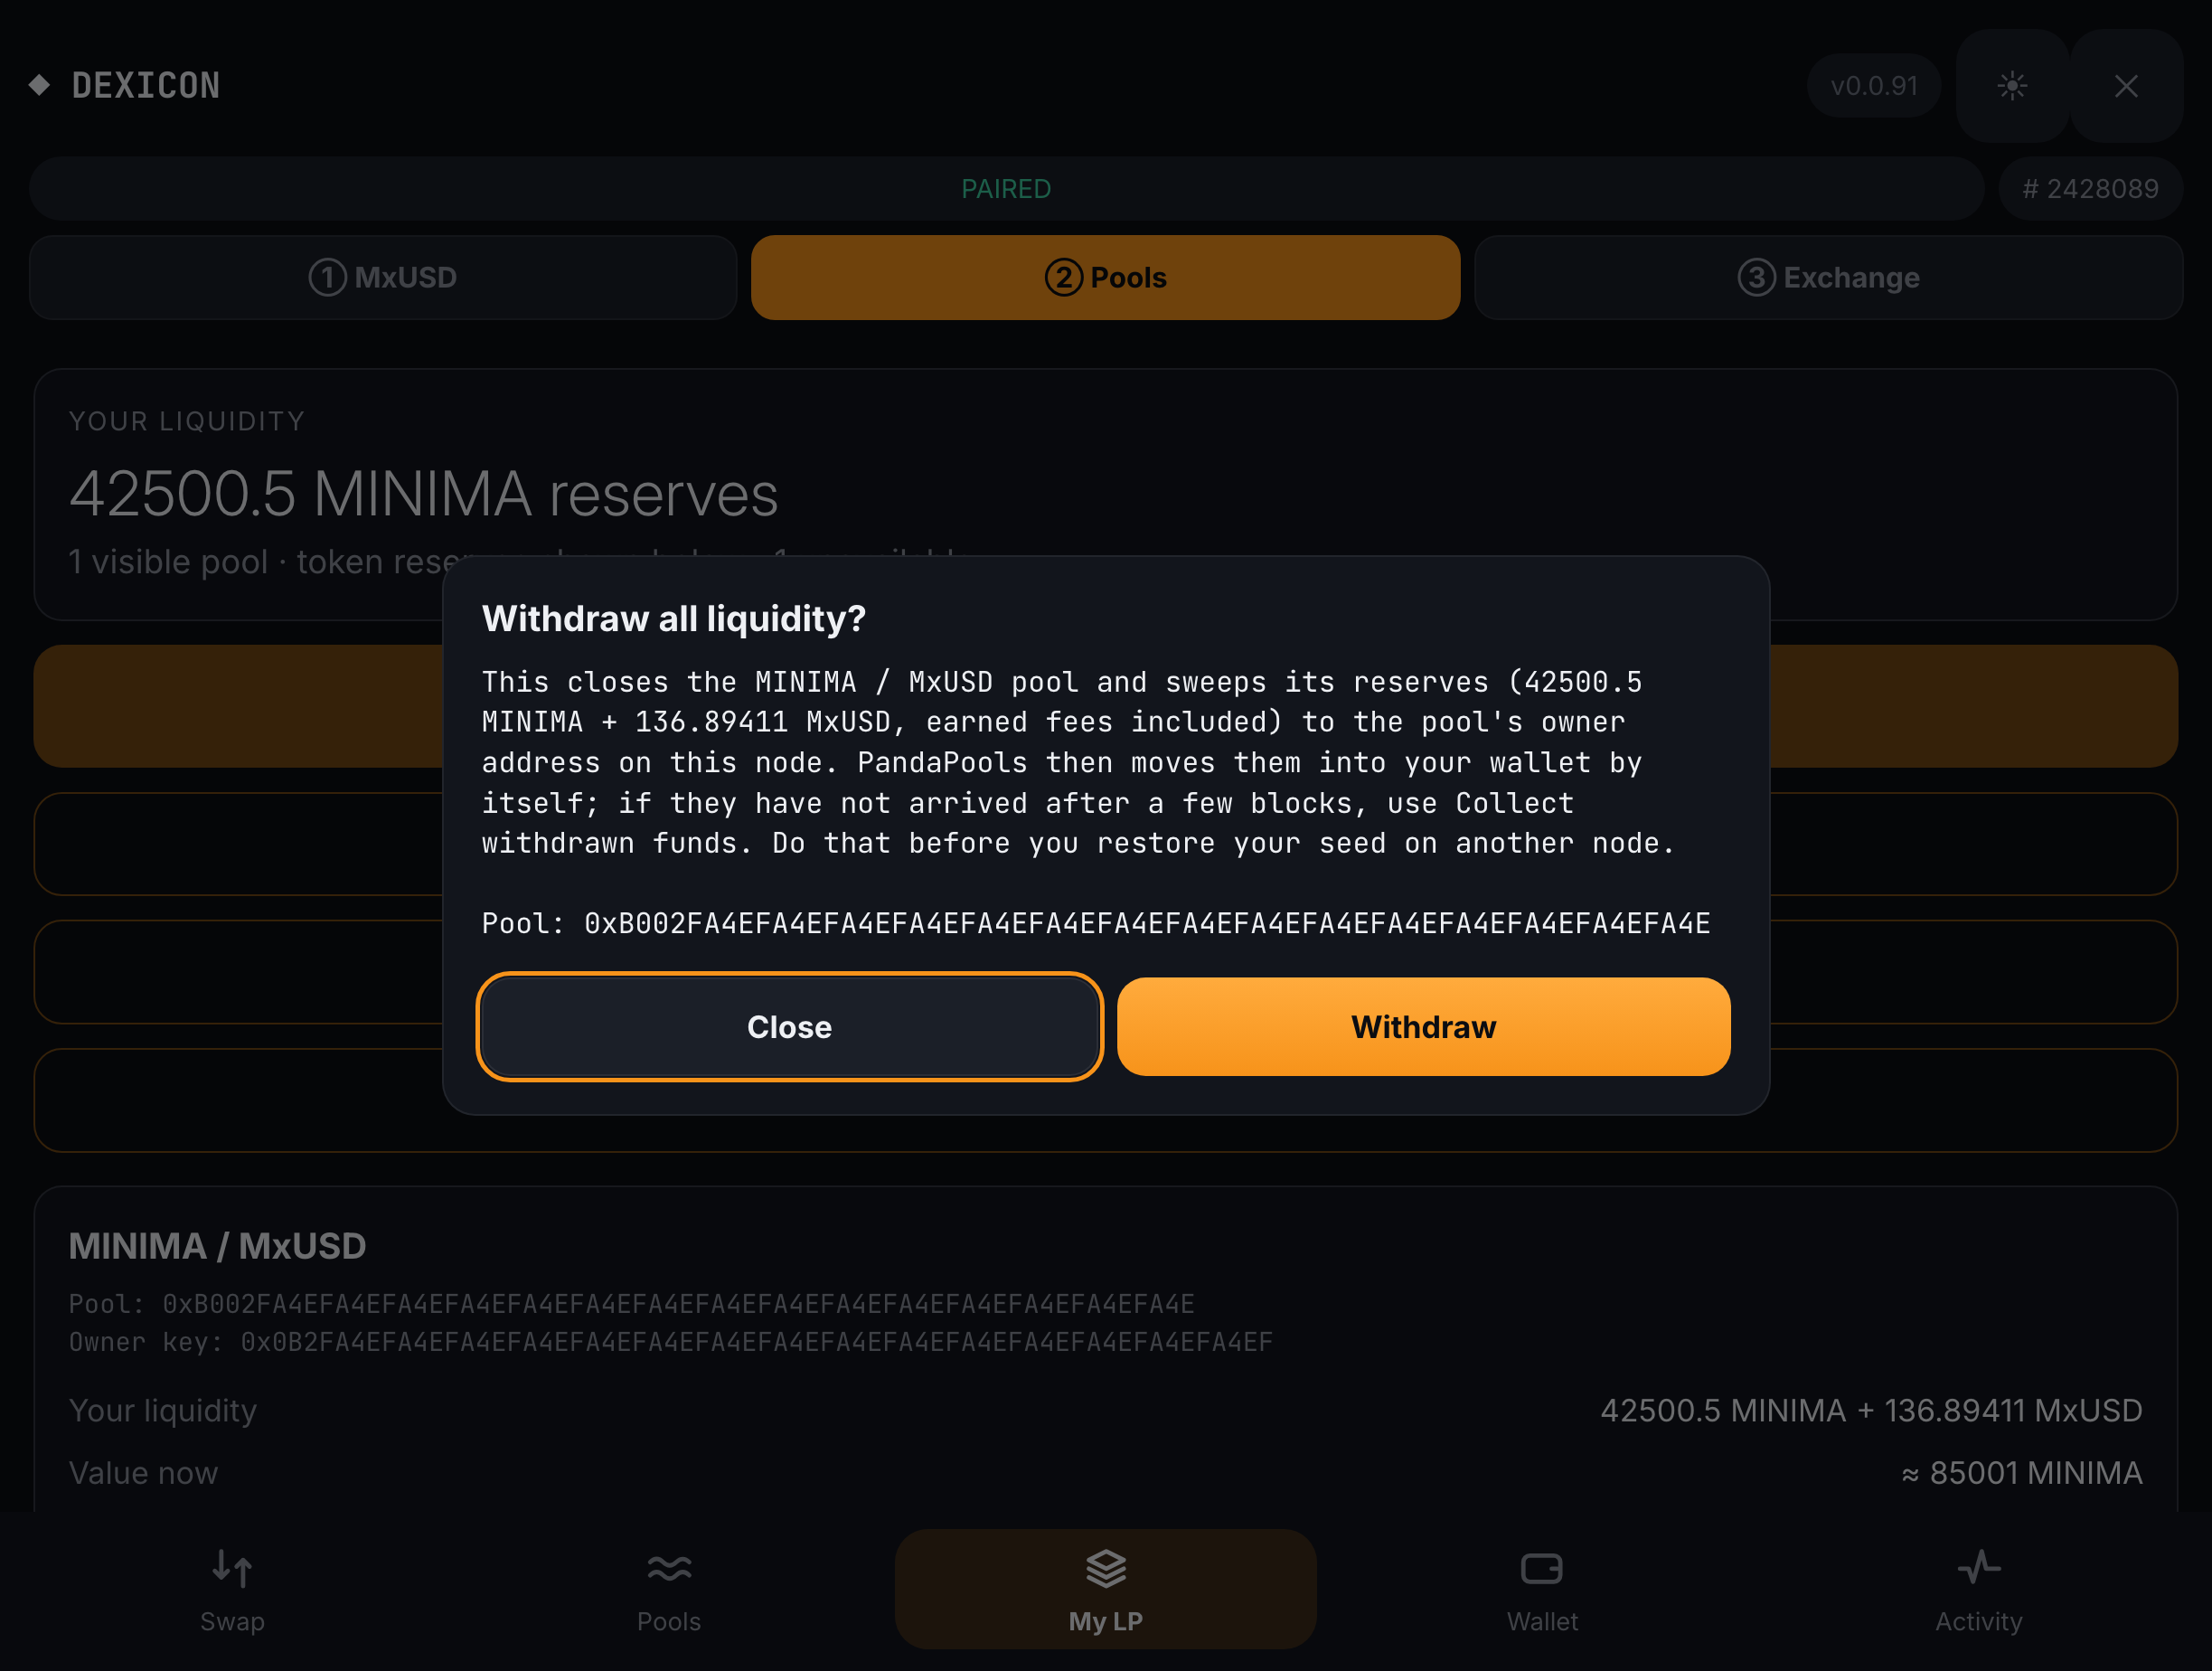 DEXICON
v0.0.91
PAIRED
# 2428089
1 MxUSD
2 Pools
3 Exchange
YOUR LIQUIDITY
42500.5 MINIMA reserves
1 visible pool · token
Withdraw all liquidity?
This closes the MINIMA / MxUSD pool and sweeps its reserves (42500.5
MINIMA + 136.89411 MxUSD, earned fees included) to the pool's owner
address on this node. PandaPools then moves them into your wallet by
itself; if they have not arrived after a few blocks, use Collect
withdrawn funds. Do that before you restore your seed on another node.
Pool: 0xB002FA4EFA4EFA4EFA4EFA4EFA4EFA4EFA4EFA4EFA4EFA4EFA4EFA4EFA4EFA4E
Close
Withdraw
MINIMA / MxUSD
Pool: 0xB002FA4EFA4EFA4EFA4EFA4EFA4EFA4EFA4EFA4EFA4EFA4EFA4EFA4EFA4EFA4E
Owner key: 0x0B2FA4EFA4EFA4EFA4EFA4EFA4EFA4EFA4EFA4EFA4EFA4EFA4EFA4EFA4EFA4EF
Your liquidity
42500.5 MINIMA + 136.89411 MxUSD
Value now
≈ 85001 MINIMA
Swap
Pools
My LP
Wallet
Activity